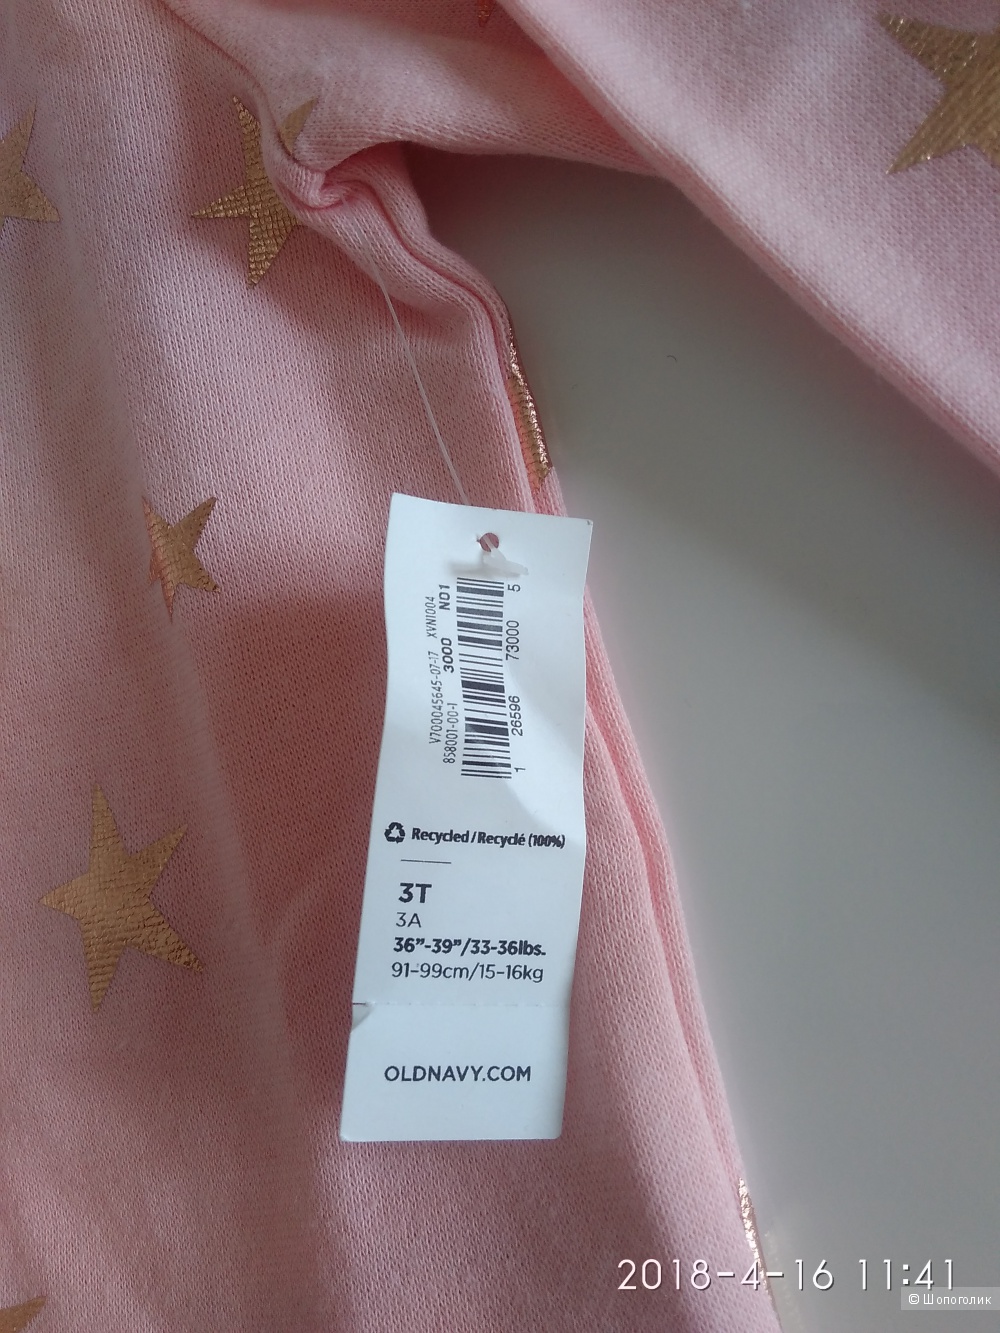 V700045645-07-17 XVN1004
858001-00-1 3000 N01
1 26596 73000 5
Recycled/Recyclé (100%)
3T
3A
36"-39"/33-36lbs.
91-99cm/15-16kg
OLDNAVY.COM
2018-4-16 11:41
© Шопоголик